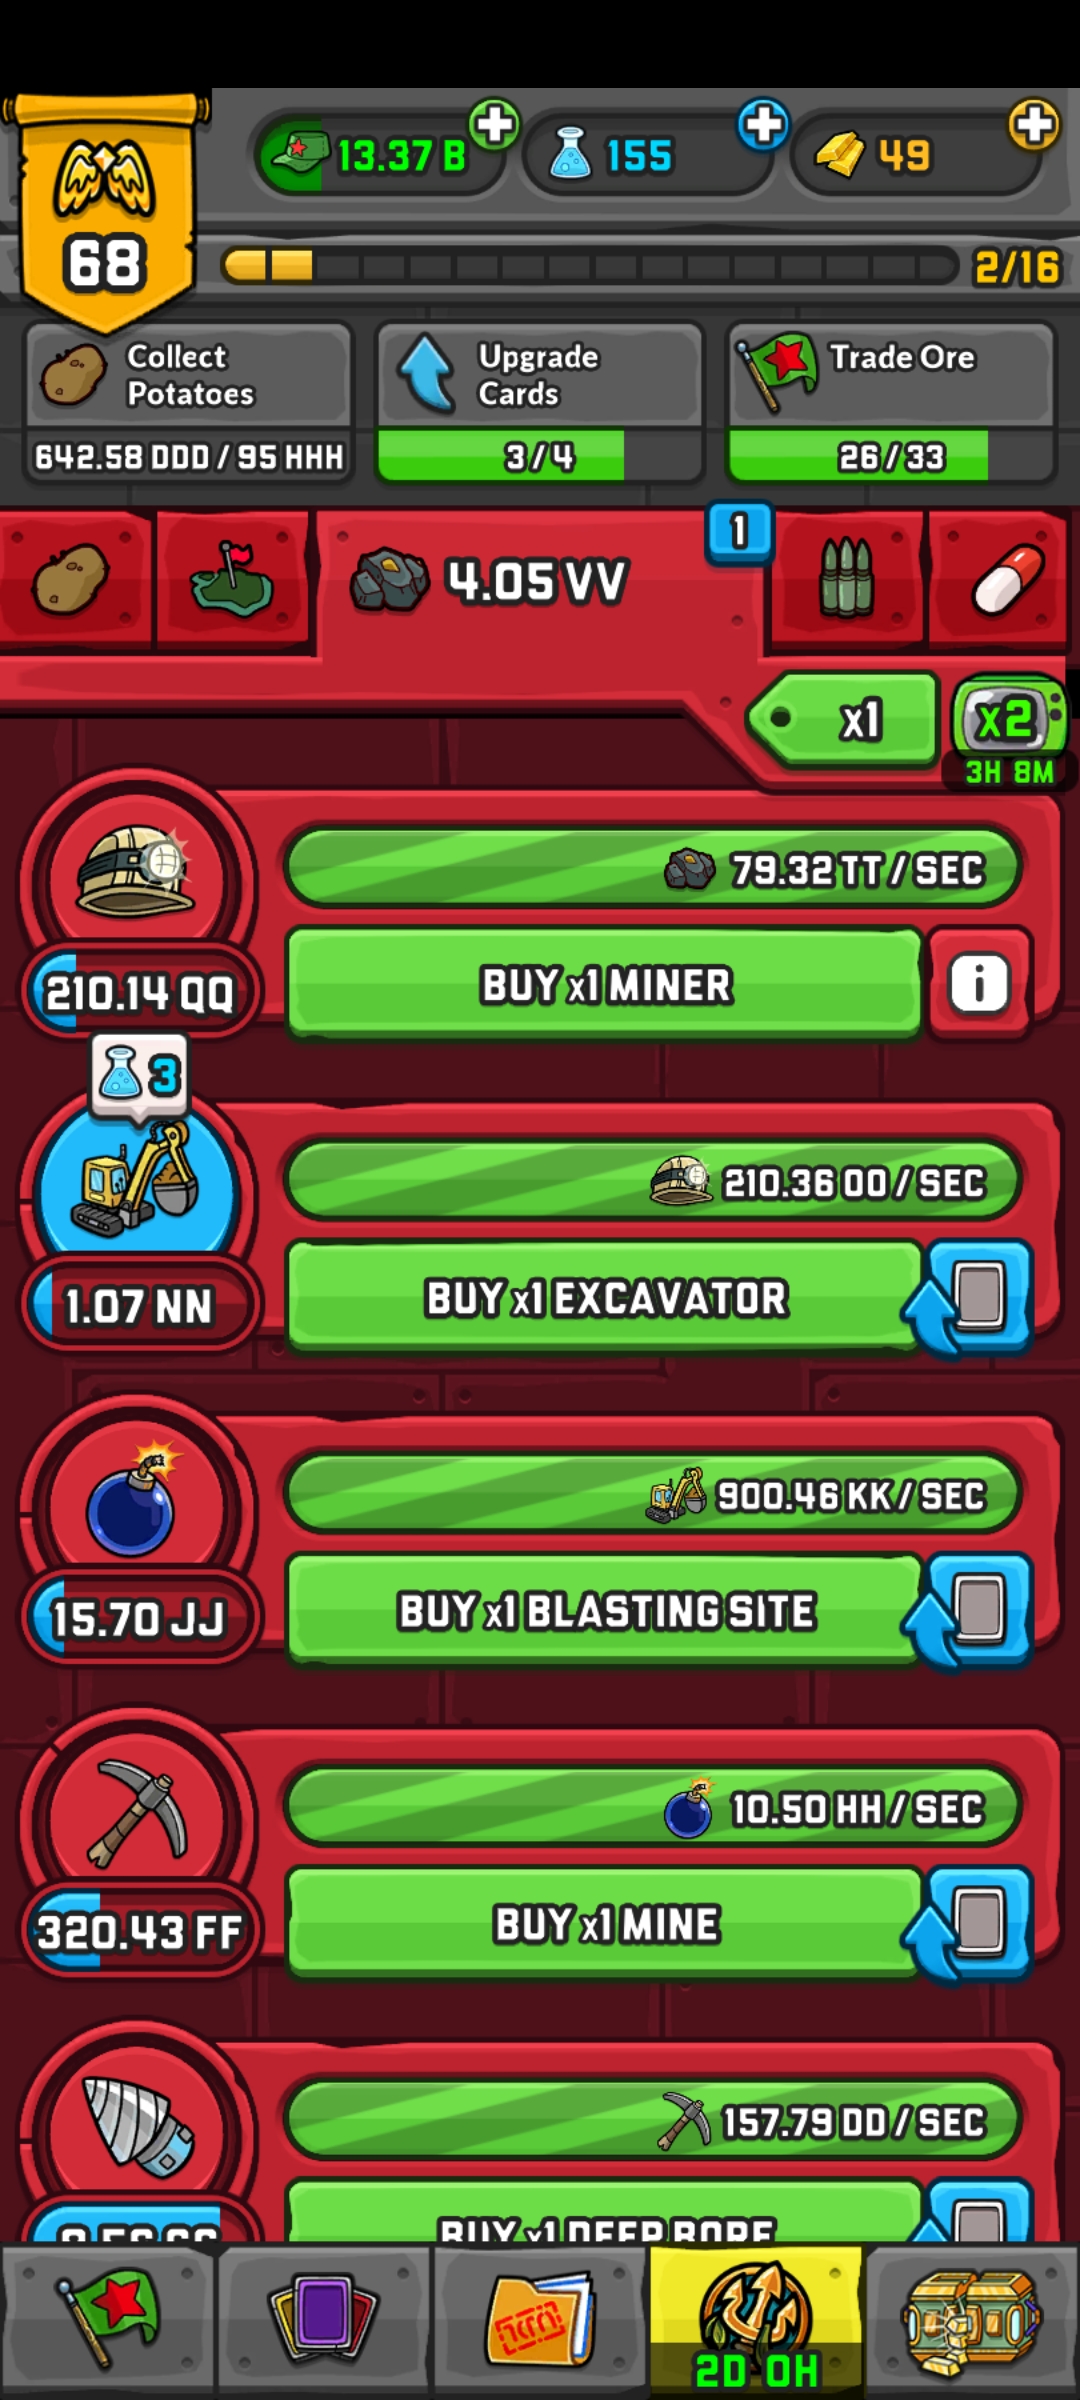 13.37 B
155
49
68
2/16
Collect
Potatoes
Upgrade
Cards
Trade Ore
642.58 DDD / 95 HHH
3/4
26/33
1
4.05 VV
x1
x2
3H 8M
79.32 TT / SEC
210.14 QQ
BUY x1 MINER
i
3
210.36 OO / SEC
1.07 NN
BUY x1 EXCAVATOR
900.46 KK / SEC
15.70 JJ
BUY x1 BLASTING SITE
10.50 HH / SEC
320.43 FF
BUY x1 MINE
157.79 DD / SEC
BUY x1 DEEP BORE
2D 0H